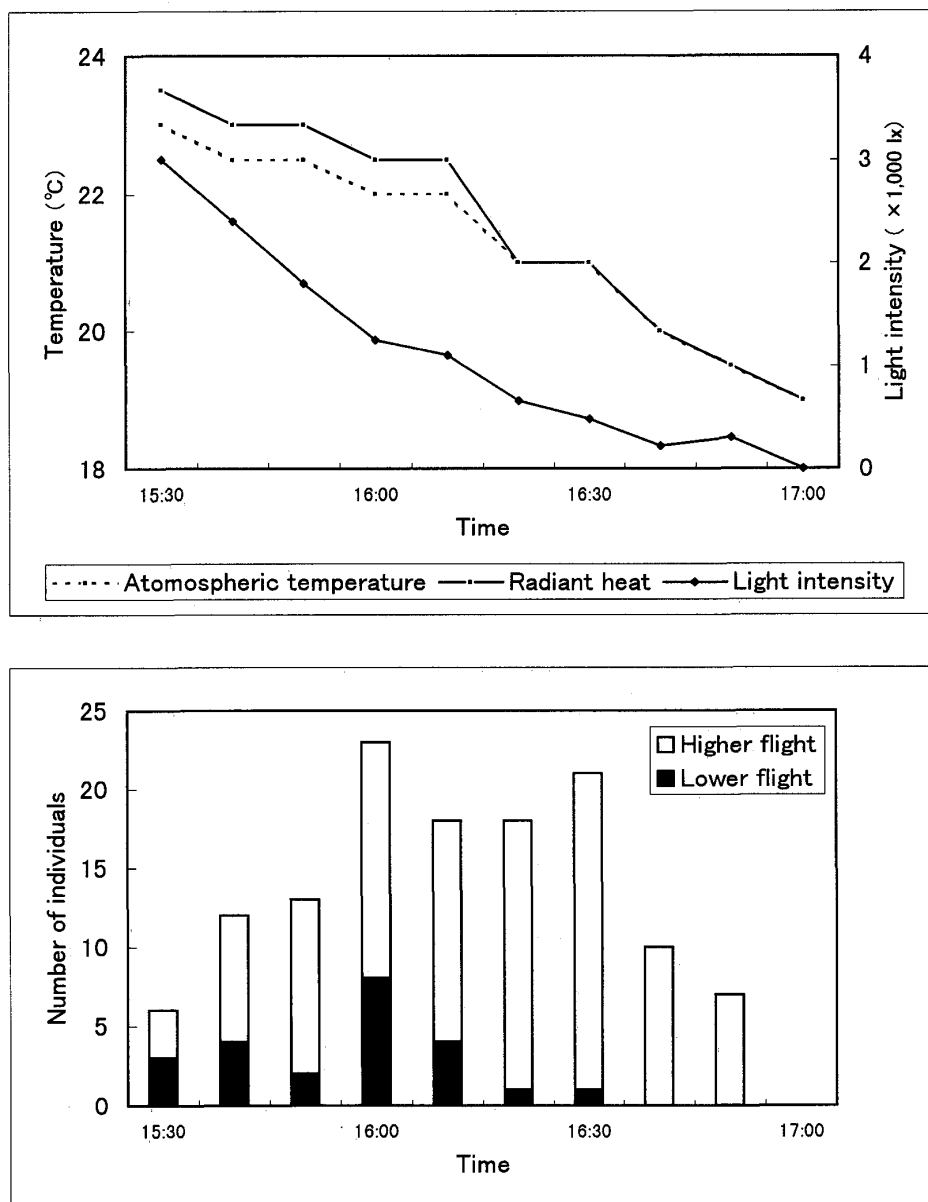 24
22
20
18
Temperature (℃)
4
3
2
1
0
Light intensity ( ×1,000 lx)
15:30 16:00 16:30 17:00
Time
Atomospheric temperature Radiant heat Light intensity
25
20
15
10
5
0
Number of individuals
Higher flight
Lower flight
15:30 16:00 16:30 17:00
Time